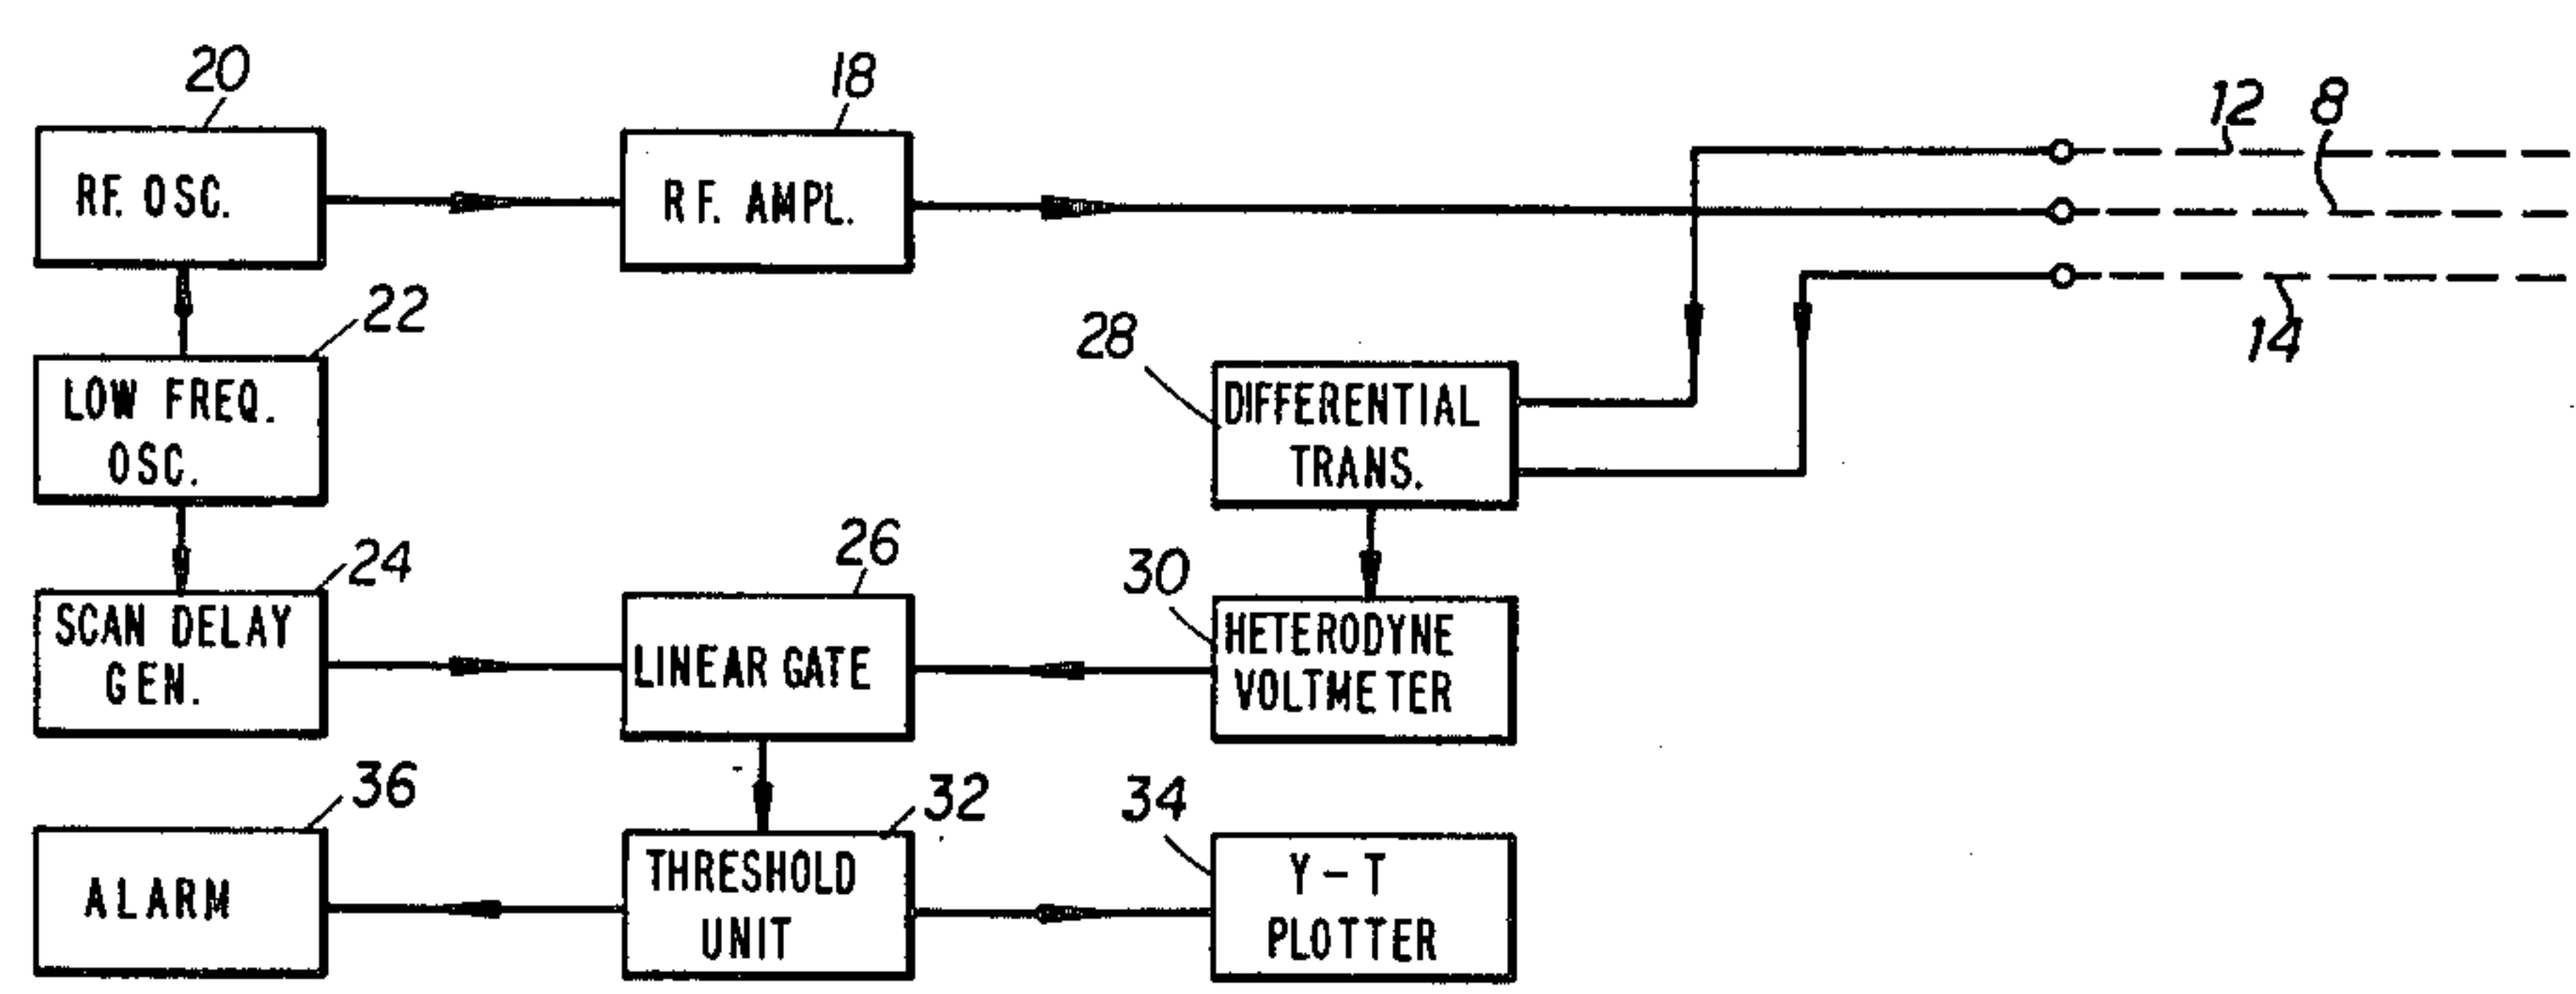 20
18
12
8
RF. OSC.
RF. AMPL.
22
28
14
LOW FREQ.
OSC.
DIFFERENTIAL
TRANS.
24
26
30
SCAN DELAY
GEN.
LINEAR GATE
HETERODYNE
VOLTMETER
36
32
34
ALARM
THRESHOLD
UNIT
Y-T
PLOTTER